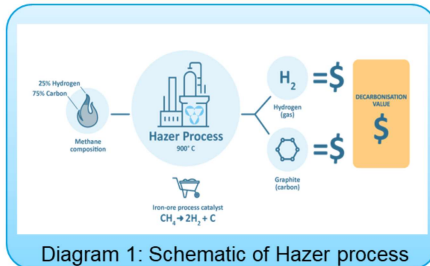 25% Hydrogen
75% Carbon
Methane
composition
Hazer Process
900° C
Iron-ore process catalyst
CH₄ → 2H₂ + C
H₂
Hydrogen
(gas)
= $
Graphite
(carbon)
= $
DECARBONISATION
VALUE
$
Diagram 1: Schematic of Hazer process